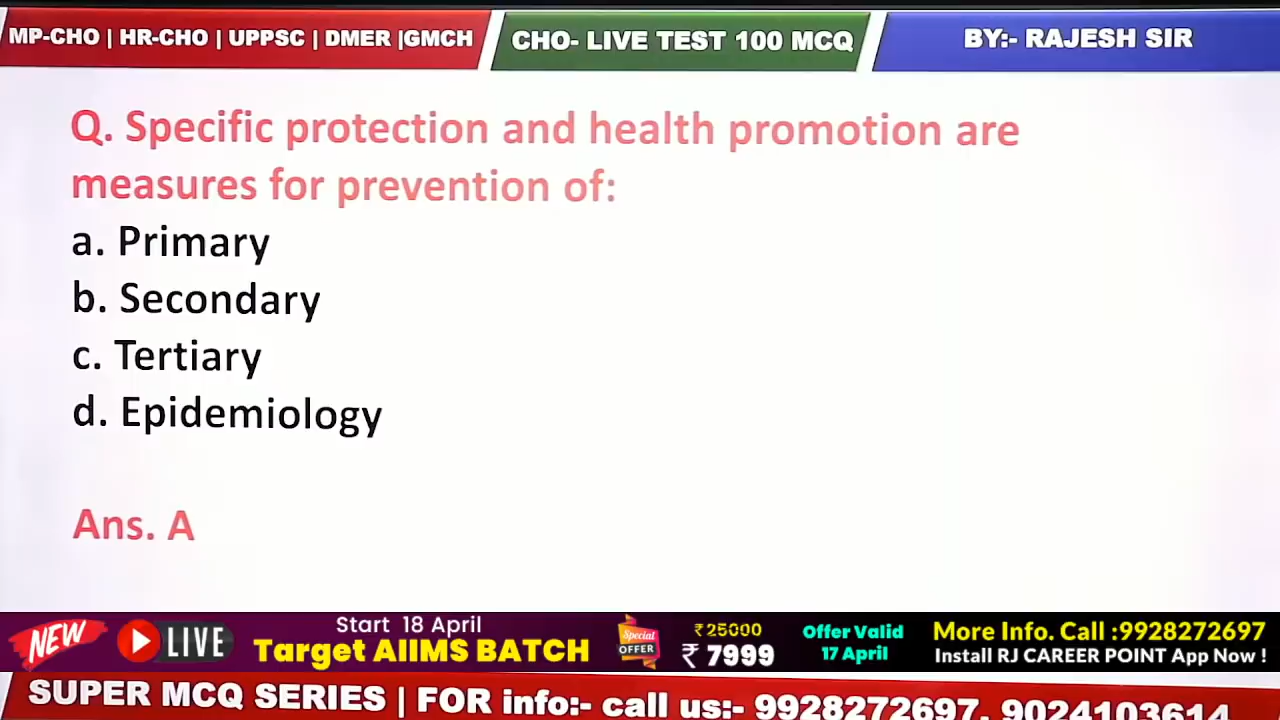 MP-CHO | HR-CHO | UPPSC | DMER |GMCH
CHO- LIVE TEST 100 MCQ
BY:- RAJESH SIR
Q. Specific protection and health promotion are
measures for prevention of:
a. Primary
b. Secondary
c. Tertiary
d. Epidemiology
Ans. A
NEW
LIVE
Start 18 April
Target AIIMS BATCH
Special
OFFER
₹25000
₹ 7999
Offer Valid
17 April
More Info. Call :9928272697
Install RJ CAREER POINT App Now !
SUPER MCQ SERIES | FOR info:- call us:- 9928272697, 9024103614